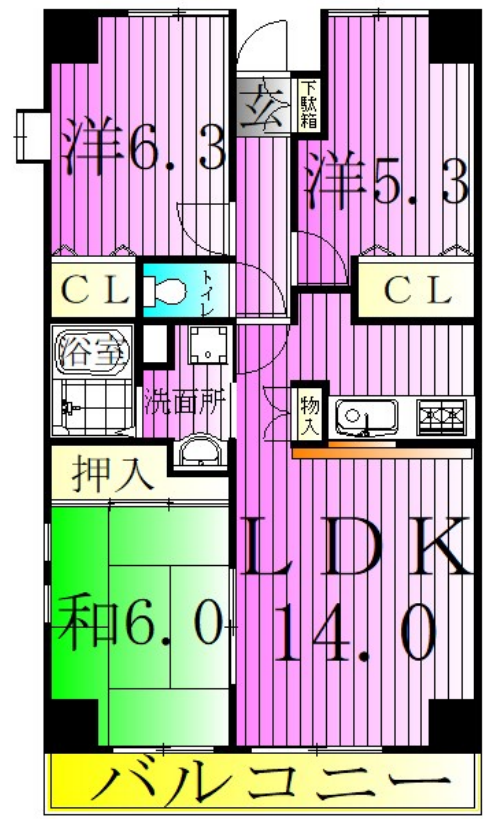 玄
下駄箱
洋6.3
洋5.3
CL
トイレ
CL
浴室
洗面所
物入
押入
LDK
14.0
和6.0
バルコニー